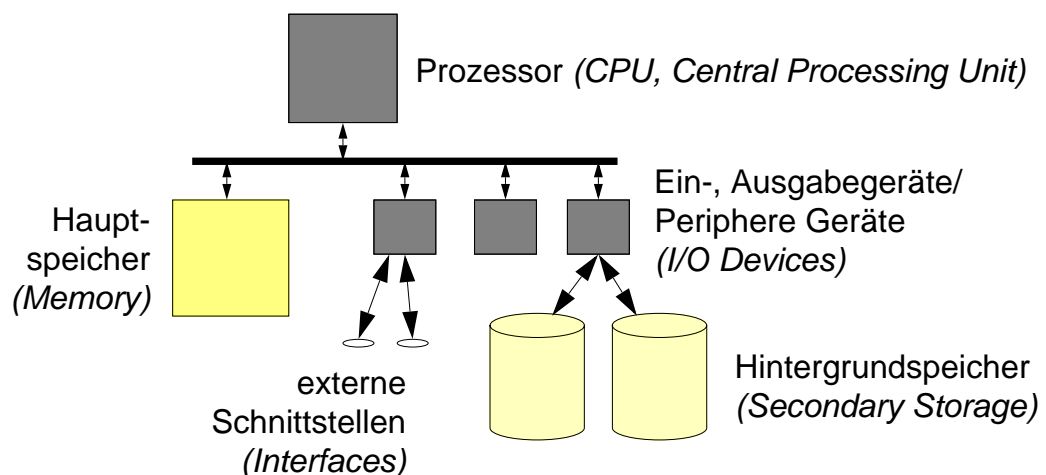 Prozessor (CPU, Central Processing Unit)
Ein-, Ausgabegeräte/
Periphere Geräte
(I/O Devices)
Haupt-
speicher
(Memory)
externe
Schnittstellen
(Interfaces)
Hintergrundspeicher
(Secondary Storage)